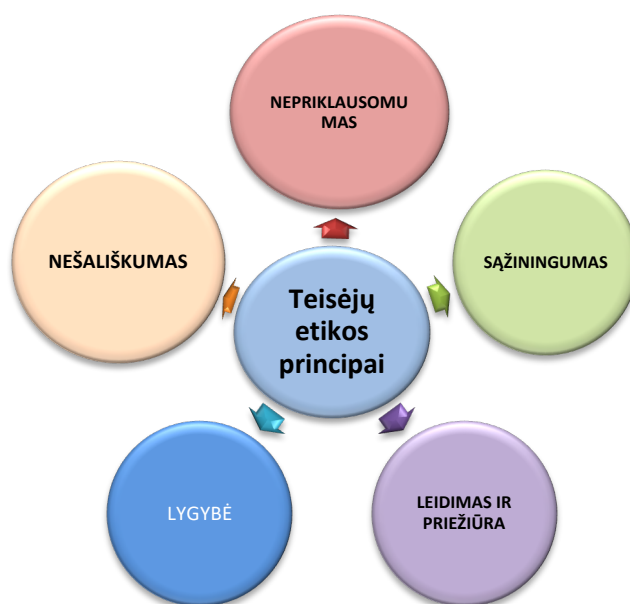 NEPRIKLAUSOMU
MAS
NEŠALIŠKUMAS
SĄŽININGUMAS
Teisėjų
etikos
principai
LYGYBĖ
LEIDIMAS IR
PRIEŽIŪRA